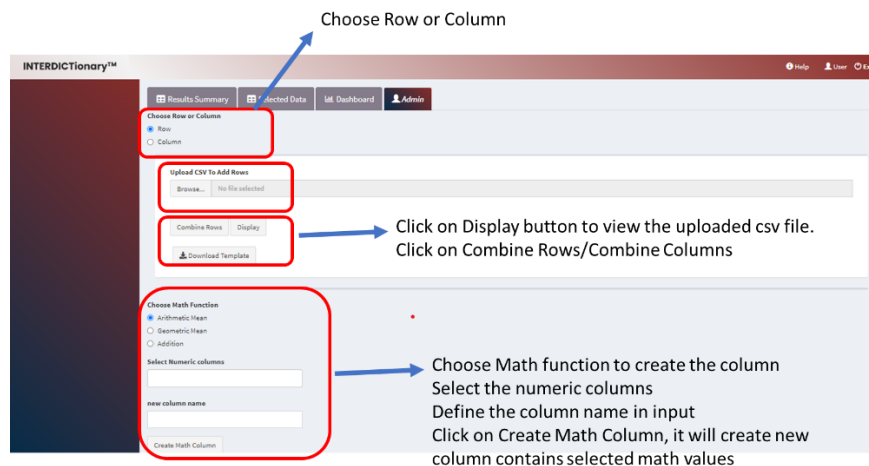 Choose Row or Column
INTERDICTionary™
Help User Ex
Results Summary Selected Data Dashboard Admin
Choose Row or Column
Row
Column
Upload CSV To Add Rows
Browse... No file selected
Combine Rows Display
Download Template
Click on Display button to view the uploaded csv file.
Click on Combine Rows/Combine Columns
Choose Math Function
Arithmetic Mean
Geometric Mean
Addition
Select Numeric columns
new column name
Create Math Column
Choose Math function to create the column
Select the numeric columns
Define the column name in input
Click on Create Math Column, it will create new
column contains selected math values